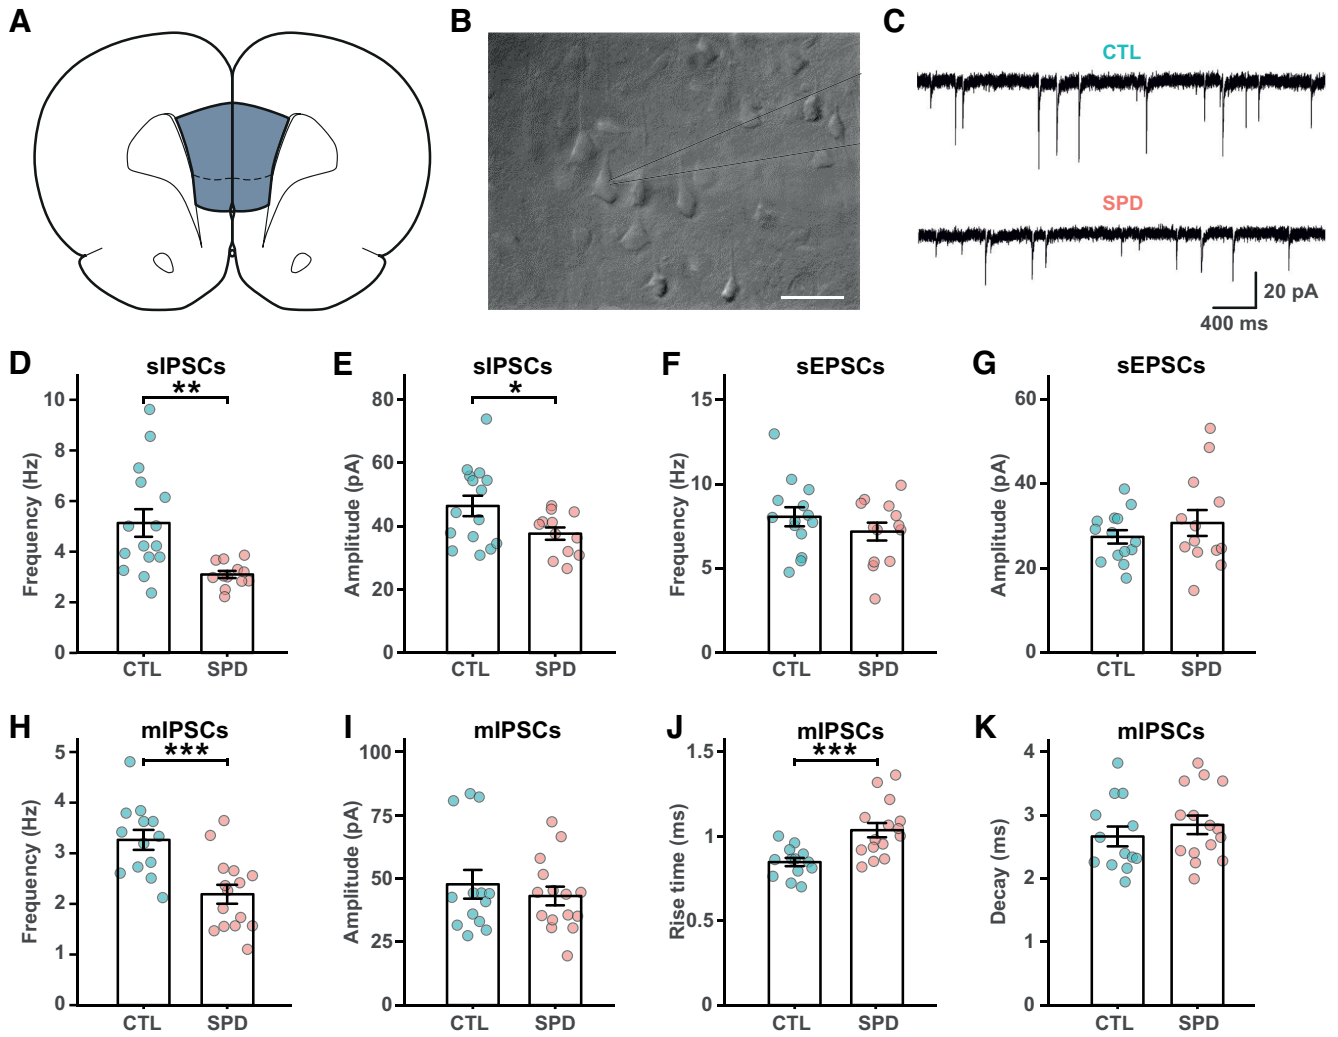 A
B
C
CTL
SPD
20 pA
400 ms
D
sIPSCs
**
Frequency (Hz)
10
8
6
4
2
0
CTL SPD
E
sIPSCs
*
Amplitude (pA)
80
60
40
20
0
CTL SPD
F
sEPSCs
Frequency (Hz)
15
10
5
0
CTL SPD
G
sEPSCs
Amplitude (pA)
60
40
20
0
CTL SPD
H
mIPSCs
***
Frequency (Hz)
5
4
3
2
1
0
CTL SPD
I
mIPSCs
Amplitude (pA)
100
75
50
25
0
CTL SPD
J
mIPSCs
***
Rise time (ms)
1.5
1
0.5
0
CTL SPD
K
mIPSCs
Decay (ms)
4
3
2
1
0
CTL SPD